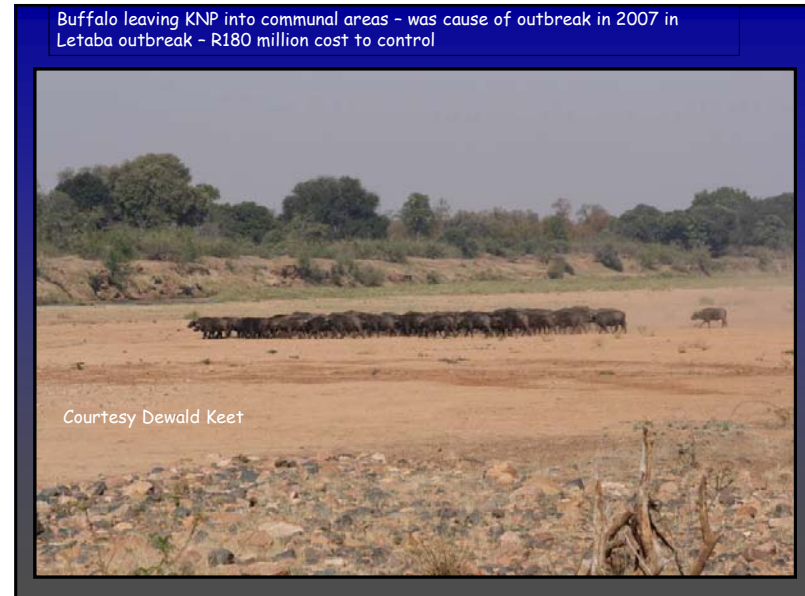 Buffalo leaving KNP into communal areas – was cause of outbreak in 2007 in
Letaba outbreak – R180 million cost to control
Courtesy Dewald Keet